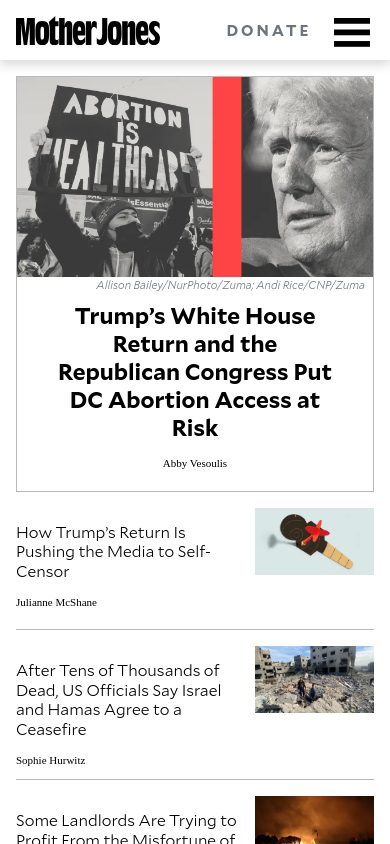 Mother Jones
DONATE
ABORTION
IS
HEALTHCARE
Allison Bailey/NurPhoto/Zuma; Andi Rice/CNP/Zuma
Trump’s White House
Return and the
Republican Congress Put
DC Abortion Access at
Risk
Abby Vesoulis
How Trump’s Return Is
Pushing the Media to Self-
Censor
Julianne McShane
After Tens of Thousands of
Dead, US Officials Say Israel
and Hamas Agree to a
Ceasefire
Sophie Hurwitz
Some Landlords Are Trying to
Profit From the Misfortune of